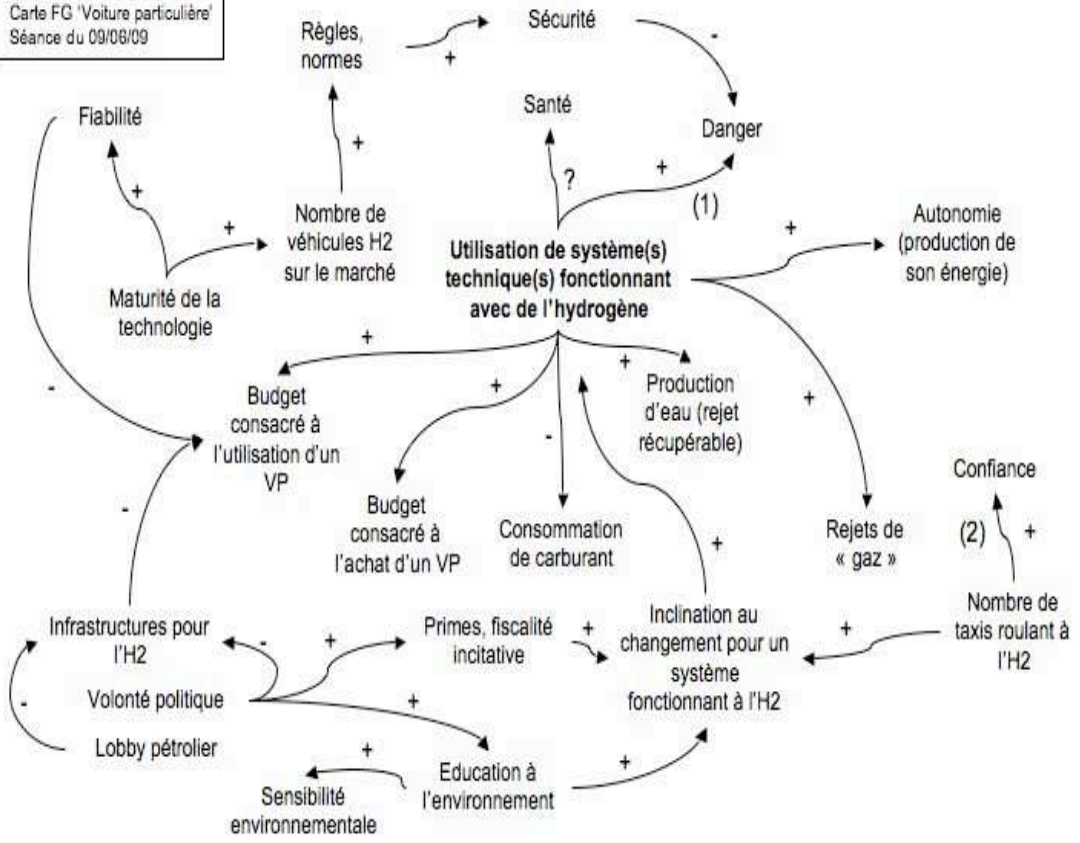 Carte FG 'Voiture particulière'
Séance du 09/06/09
Règles,
normes
+
Sécurité
-
Fiabilité
Santé
Danger
+
+
+
?
+
(1)
Nombre de
véhicules H2
sur le marché
Maturité de la
technologie
Utilisation de système(s)
technique(s) fonctionnant
avec de l'hydrogène
+
Autonomie
(production de
son énergie)
+
+
+
-
-
Budget
consacré à
l'utilisation d'un
VP
Production
d'eau (rejet
récupérable)
+
-
Budget
consacré à
l'achat d'un VP
Consommation
de carburant
+
Rejets de
« gaz »
Confiance
(2)
+
Infrastructures pour
l'H2
-
+
Primes, fiscalité
incitative
+
Inclination au
changement pour un
système
fonctionnant à l'H2
+
Nombre de
taxis roulant à
l'H2
-
Volonté politique
+
Lobby pétrolier
+
Sensibilité
environnementale
Education à
l'environnement
+